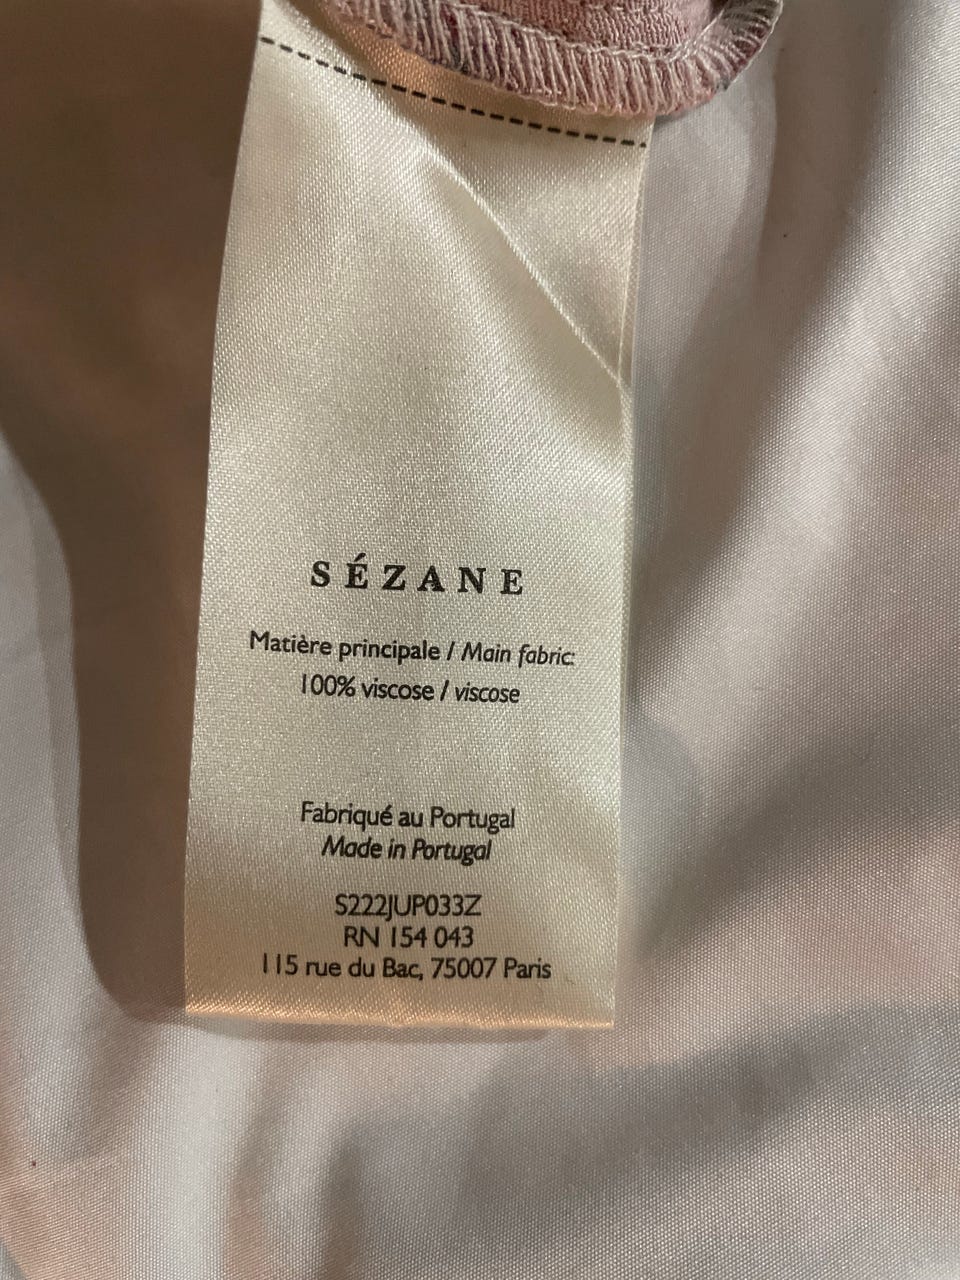 SÉZANE
Matière principale / Main fabric:
100% viscose / viscose
Fabriqué au Portugal
Made in Portugal
S222JUP033Z
RN 154 043
115 rue du Bac, 75007 Paris